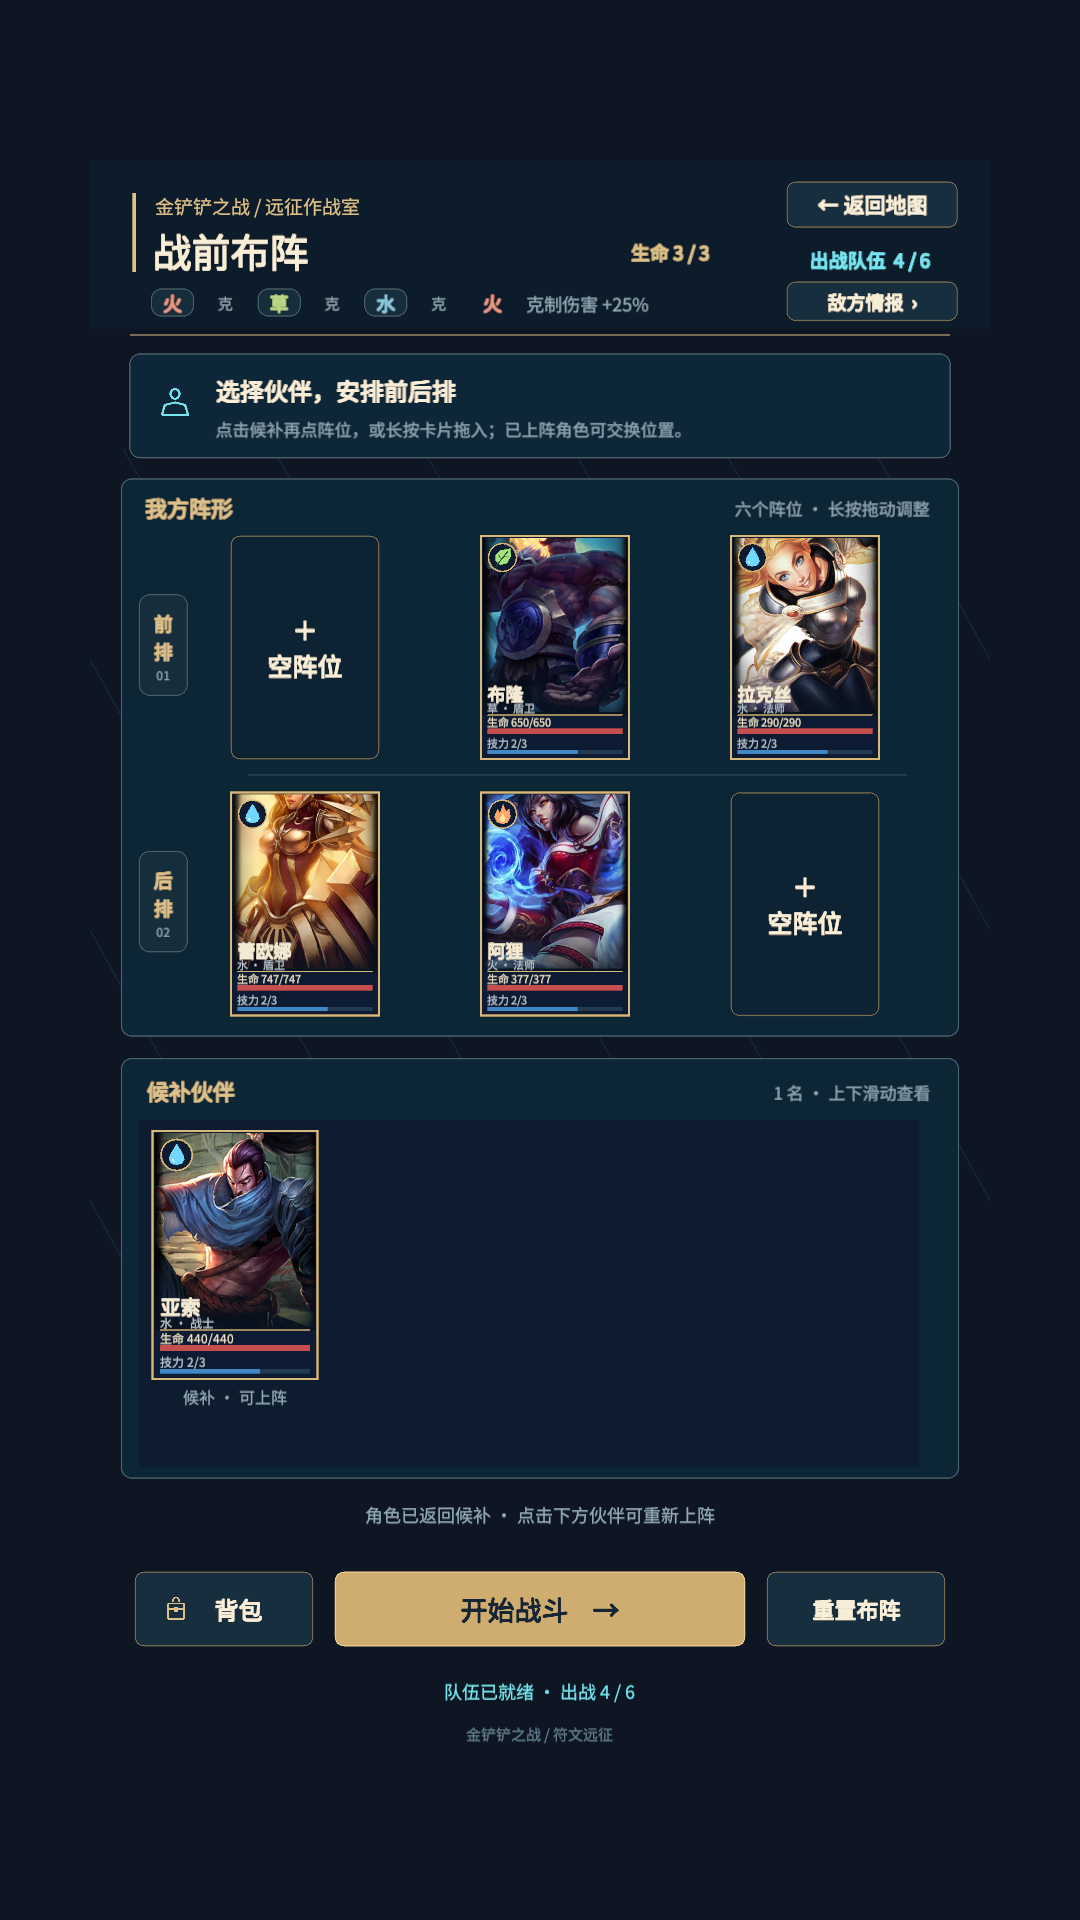 金铲铲之战 / 远征作战室
← 返回地图
战前布阵
生命 3 / 3
出战队伍 4 / 6
火 克 草 克 水 克 火 克制伤害 +25%
敌方情报 ›
选择伙伴，安排前后排
点击候补再点阵位，或长按卡片拖入；已上阵角色可交换位置。
我方阵形
六个阵位 · 长按拖动调整
前排
01
+
空阵位
布隆
草 · 盾卫
生命 650/650
技力 2/3
拉克丝
水 · 法师
生命 290/290
技力 2/3
后排
02
蕾欧娜
水 · 盾卫
生命 747/747
技力 2/3
阿狸
火 · 法师
生命 377/377
技力 2/3
+
空阵位
候补伙伴
1 名 · 上下滑动查看
亚索
水 · 战士
生命 440/440
技力 2/3
候补 · 可上阵
角色已返回候补 · 点击下方伙伴可重新上阵
背包
开始战斗 →
重置布阵
队伍已就绪 · 出战 4 / 6
金铲铲之战 / 符文远征